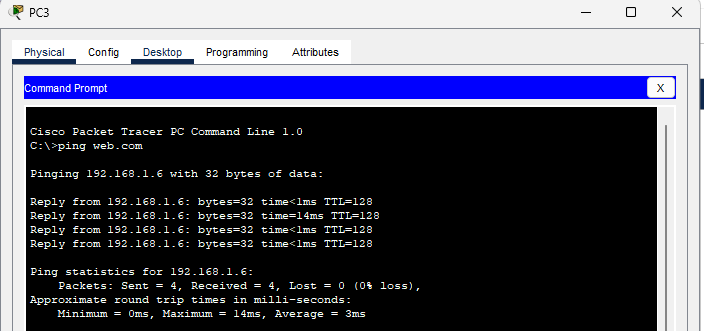 PC3
Physical Config Desktop Programming Attributes
Command Prompt X
Cisco Packet Tracer PC Command Line 1.0
C:\>ping web.com
Pinging 192.168.1.6 with 32 bytes of data:
Reply from 192.168.1.6: bytes=32 time<1ms TTL=128
Reply from 192.168.1.6: bytes=32 time=14ms TTL=128
Reply from 192.168.1.6: bytes=32 time<1ms TTL=128
Reply from 192.168.1.6: bytes=32 time<1ms TTL=128
Ping statistics for 192.168.1.6:
Packets: Sent = 4, Received = 4, Lost = 0 (0% loss),
Approximate round trip times in milli-seconds:
Minimum = 0ms, Maximum = 14ms, Average = 3ms